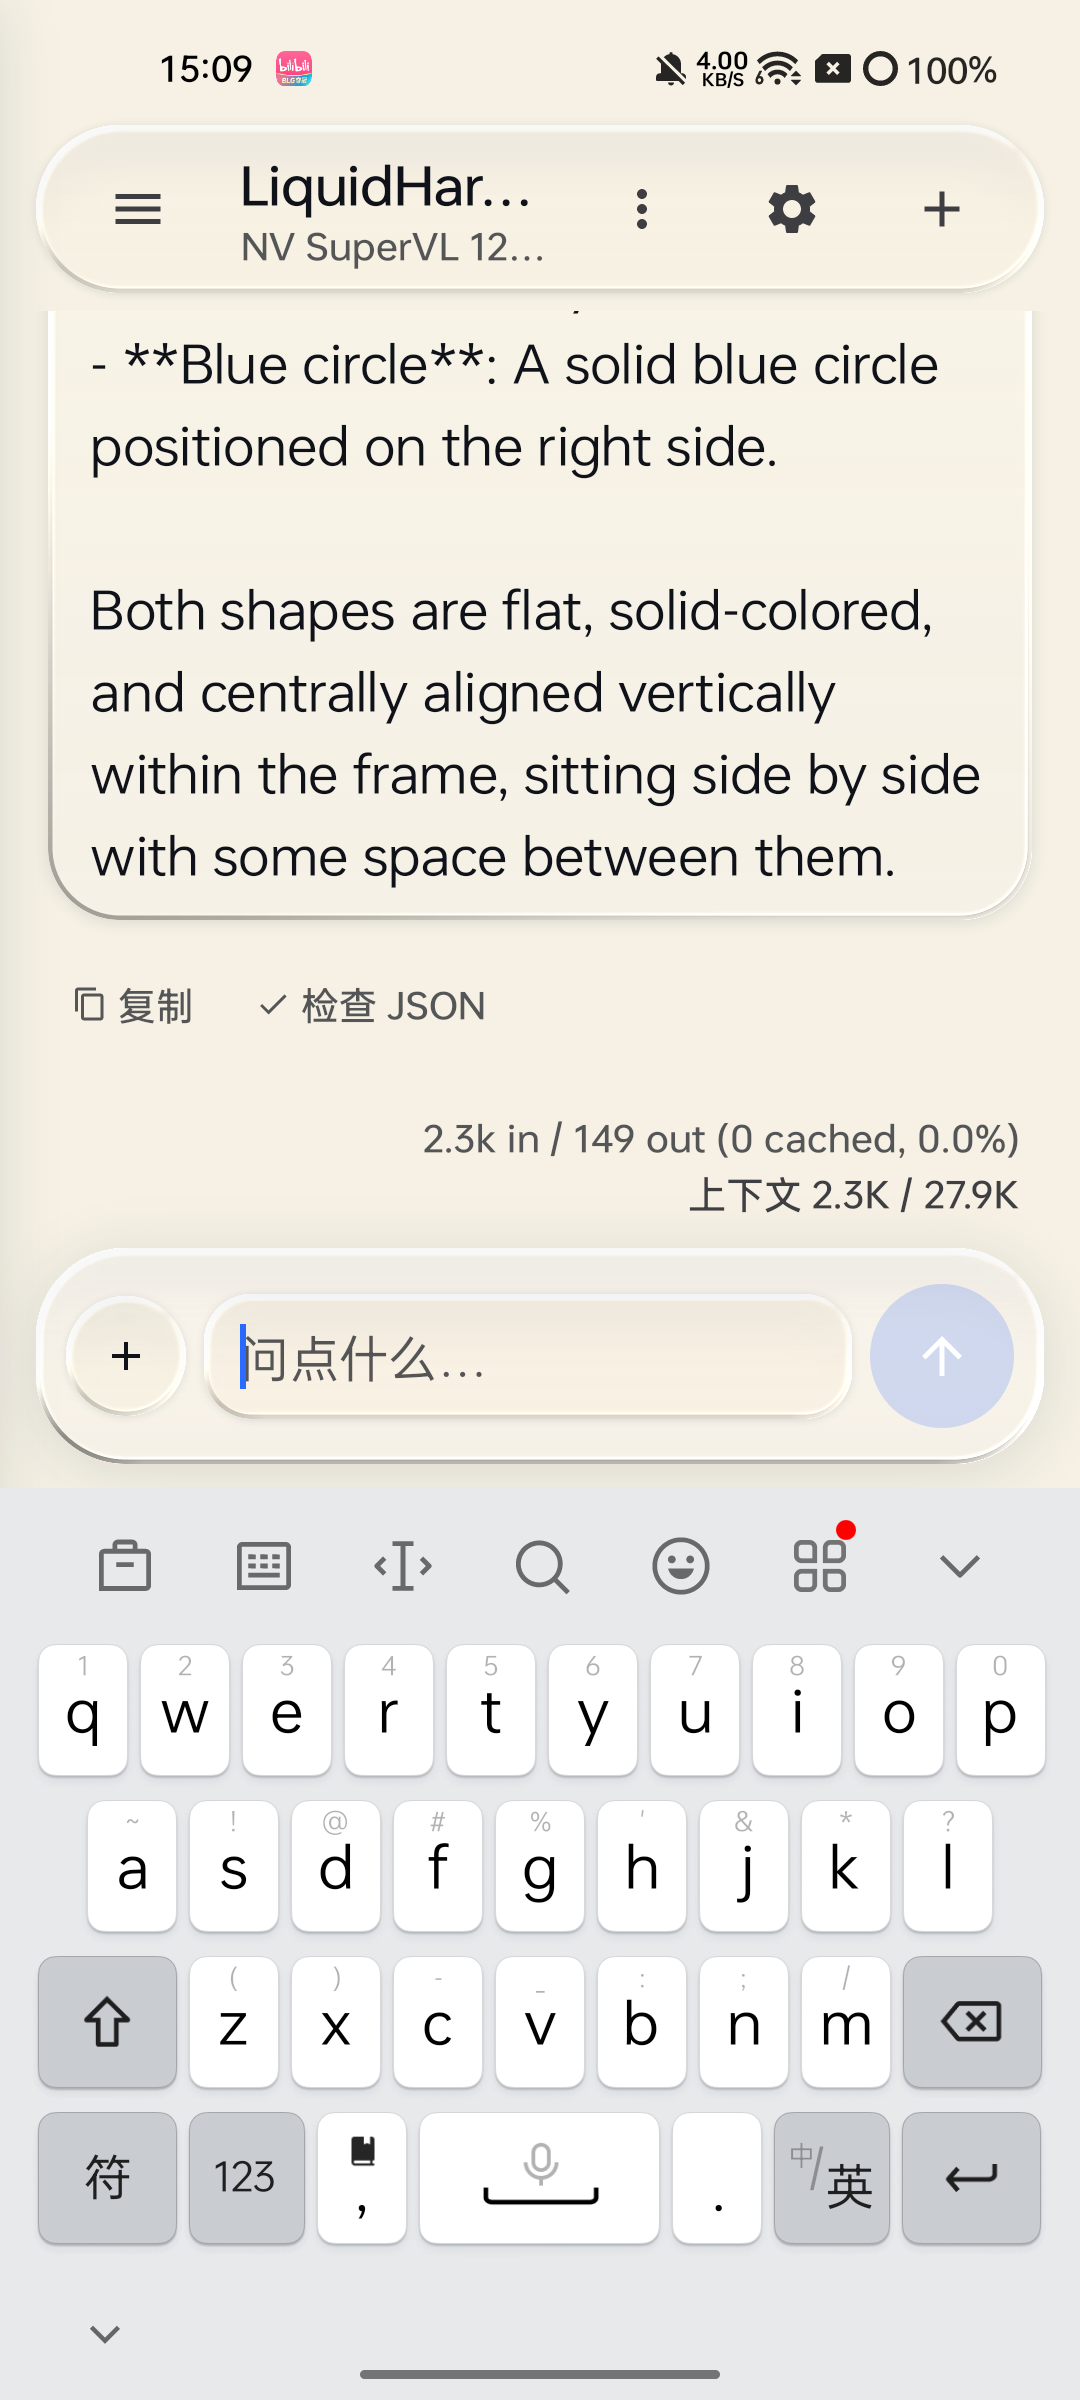 15:09
bilibili
4.00
KB/S
6
100%
LiquidHar...
NV SuperVL 12...
- **Blue circle**: A solid blue circle
positioned on the right side.
Both shapes are flat, solid-colored,
and centrally aligned vertically
within the frame, sitting side by side
with some space between them.
复制
检查 JSON
2.3k in / 149 out (0 cached, 0.0%)
上下文 2.3K / 27.9K
问点什么...
1 2 3 4 5 6 7 8 9 0
q w e r t y u i o p
~ ! @ # % ' & * ?
a s d f g h j k l
( ) - _ : ; /
z x c v b n m
符 123 , . 中/英